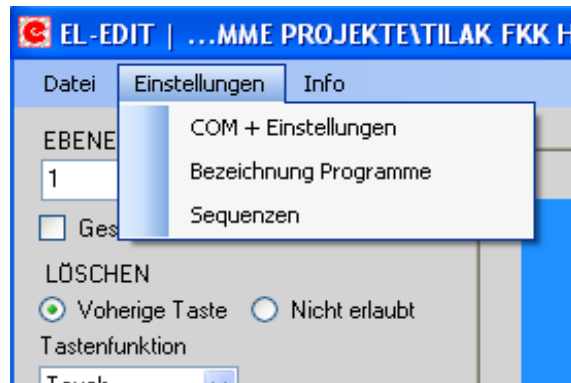 EL-EDIT | ...MME PROJEKTE\TILAK FKK
Datei Einstellungen Info
COM + Einstellungen
Bezeichnung Programme
Sequenzen
EBENE
1
LÖSCHEN
Voherige Taste Nicht erlaubt
Tastenfunktion